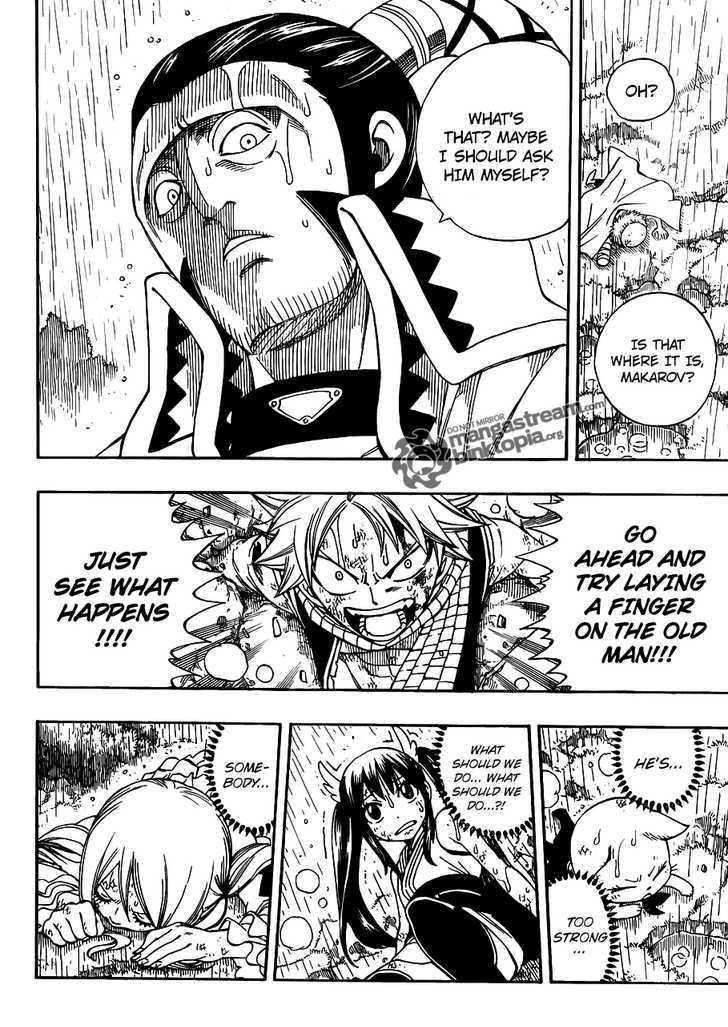 OH?
IS THAT
WHERE IT IS,
MAKAROV?
WHAT'S
THAT? MAYBE
I SHOULD ASK
HIM MYSELF?
DO NOT MIRROR
mangastream.com
binktopia.org
GO
AHEAD AND
TRY LAYING
A FINGER
ON THE OLD
MAN!!!
JUST
SEE WHAT
HAPPENS
!!!!
HE'S...
TOO
STRONG
...
WHAT
SHOULD WE
DO... WHAT
SHOULD WE
DO...?!
SOME-
BODY...